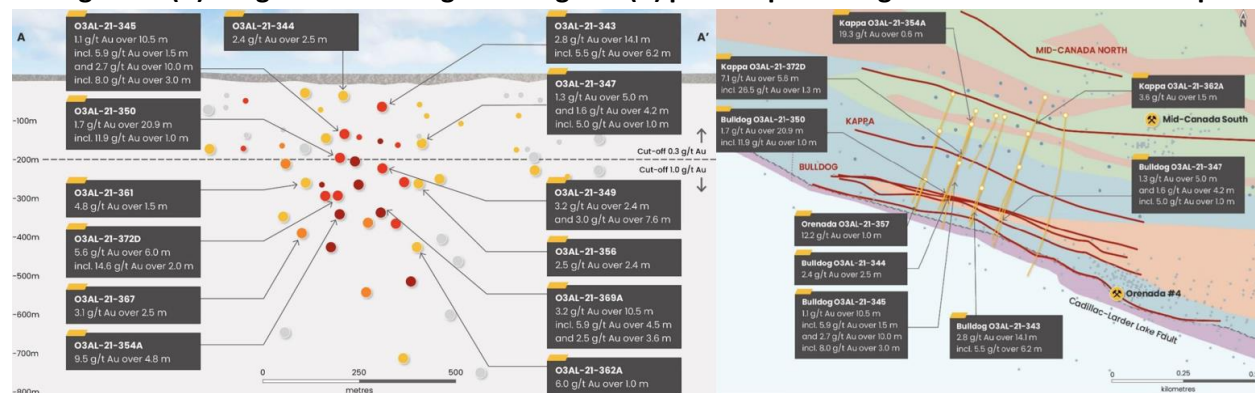 A
A'
O3AL-21-345
1.1 g/t Au over 10.5 m
incl. 5.9 g/t Au over 1.5 m
and 2.7 g/t Au over 10.0 m
incl. 8.0 g/t Au over 3.0 m
O3AL-21-344
2.4 g/t Au over 2.5 m
O3AL-21-343
2.8 g/t Au over 14.1 m
incl. 5.5 g/t Au over 6.2 m
O3AL-21-347
1.3 g/t Au over 5.0 m
and 1.6 g/t Au over 4.2 m
incl. 5.0 g/t Au over 1.0 m
O3AL-21-350
1.7 g/t Au over 20.9 m
incl. 11.9 g/t Au over 1.0 m
-100m
-200m
-300m
-400m
-500m
-600m
-700m
-800m
Cut-off 0.3 g/t Au
Cut-off 1.0 g/t Au
O3AL-21-361
4.8 g/t Au over 1.5 m
O3AL-21-372D
5.6 g/t Au over 6.0 m
incl. 14.6 g/t Au over 2.0 m
O3AL-21-367
3.1 g/t Au over 2.5 m
O3AL-21-354A
9.5 g/t Au over 4.8 m
O3AL-21-349
3.2 g/t Au over 2.4 m
and 3.0 g/t Au over 7.6 m
O3AL-21-356
2.5 g/t Au over 2.4 m
O3AL-21-369A
3.2 g/t Au over 10.5 m
incl. 5.9 g/t Au over 4.5 m
and 2.5 g/t Au over 3.6 m
O3AL-21-362A
6.0 g/t Au over 1.0 m
0 250 500
metres
Kappa O3AL-21-354A
19.3 g/t Au over 0.6 m
MID-CANADA NORTH
N
Kappa O3AL-21-372D
7.1 g/t Au over 5.5 m
incl 26.5 g/t Au over 1.3 m
Kappa O3AL-21-362A
3.6 g/t Au over 1.5 m
Bulldog O3AL-21-350
1.7 g/t Au over 20.9 m
incl. 11.9 g/t Au over 1.0 m
KAPPA
Mid-Canada South
BULLDOG
Bulldog O3AL-21-347
1.3 g/t Au over 5.0 m
and 1.6 g/t Au over 4.2 m
incl. 5.0 g/t Au over 1.0 m
Orenada O3AL-21-357
12.2 g/t Au over 1.0 m
Bulldog O3AL-21-344
2.4 g/t Au over 2.5 m
Bulldog O3AL-21-345
1.1 g/t Au over 10.5 m
incl. 5.9 g/t Au over 1.5 m
and 2.7 g/t Au over 10.0 m
incl. 8.0 g/t Au over 3.0 m
Bulldog O3AL-21-343
2.8 g/t Au over 14.1 m
incl. 5.5 g/t over 6.2 m
Orenada #4
Cadillac-Larder Lake Fault
0 0.25
kilometres